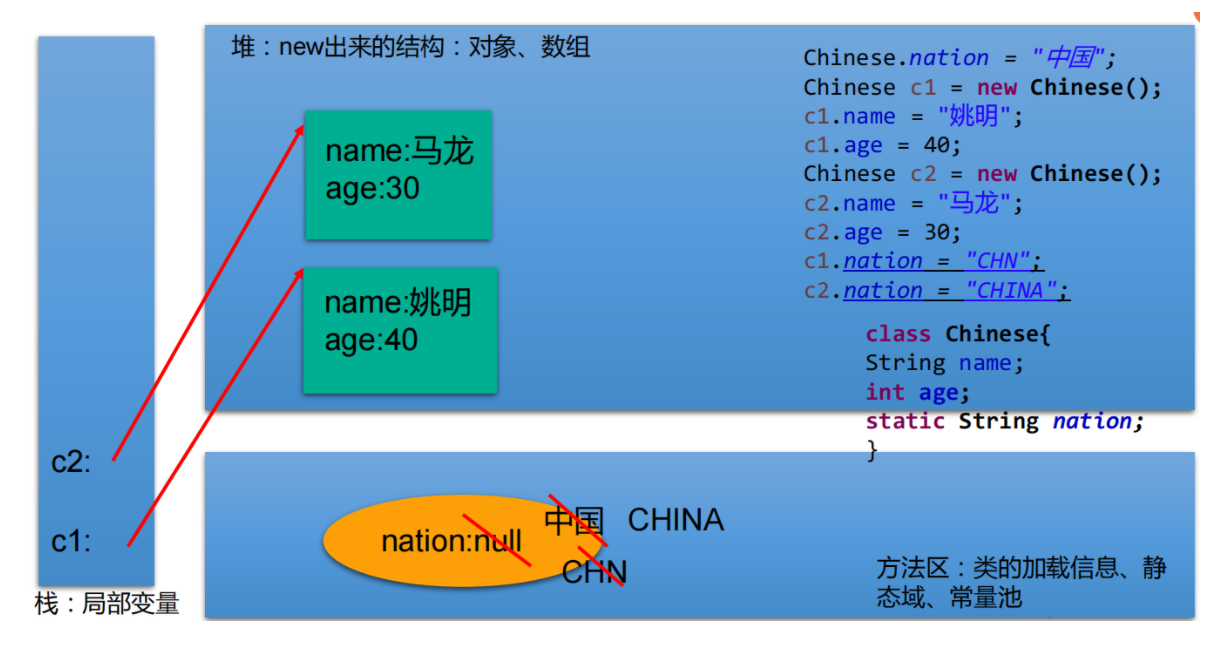 堆：new出来的结构：对象、数组
name:马龙
age:30
name:姚明
age:40
Chinese.nation = "中国";
Chinese c1 = new Chinese();
c1.name = "姚明";
c1.age = 40;
Chinese c2 = new Chinese();
c2.name = "马龙";
c2.age = 30;
c1.nation = "CHN";
c2.nation = "CHINA";
class Chinese{
String name;
int age;
static String nation;
}
c2:
c1:
栈：局部变量
nation:null
中国 CHINA
CHN
方法区：类的加载信息、静
态域、常量池